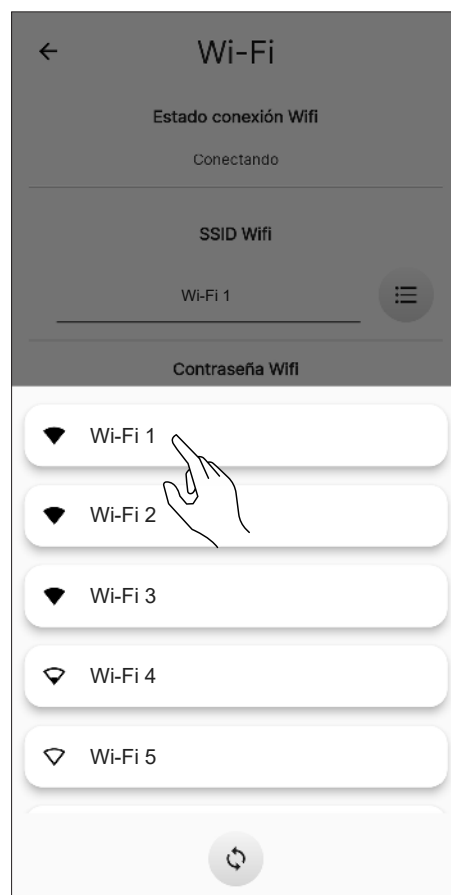 Wi-Fi
Estado conexión Wifi
Conectando
SSID Wifi
Wi-Fi 1
Contraseña Wifi
Wi-Fi 1
Wi-Fi 2
Wi-Fi 3
Wi-Fi 4
Wi-Fi 5